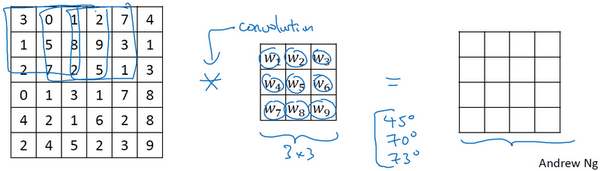 convolution
3 0 1 2 7 4
1 5 8 9 3 1
2 7 2 5 1 3
0 1 3 1 7 8
4 2 1 6 2 8
2 4 5 2 3 9
*
w1 w2 w3
w4 w5 w6
w7 w8 w9
3×3
=
45°
70°
73°
Andrew Ng